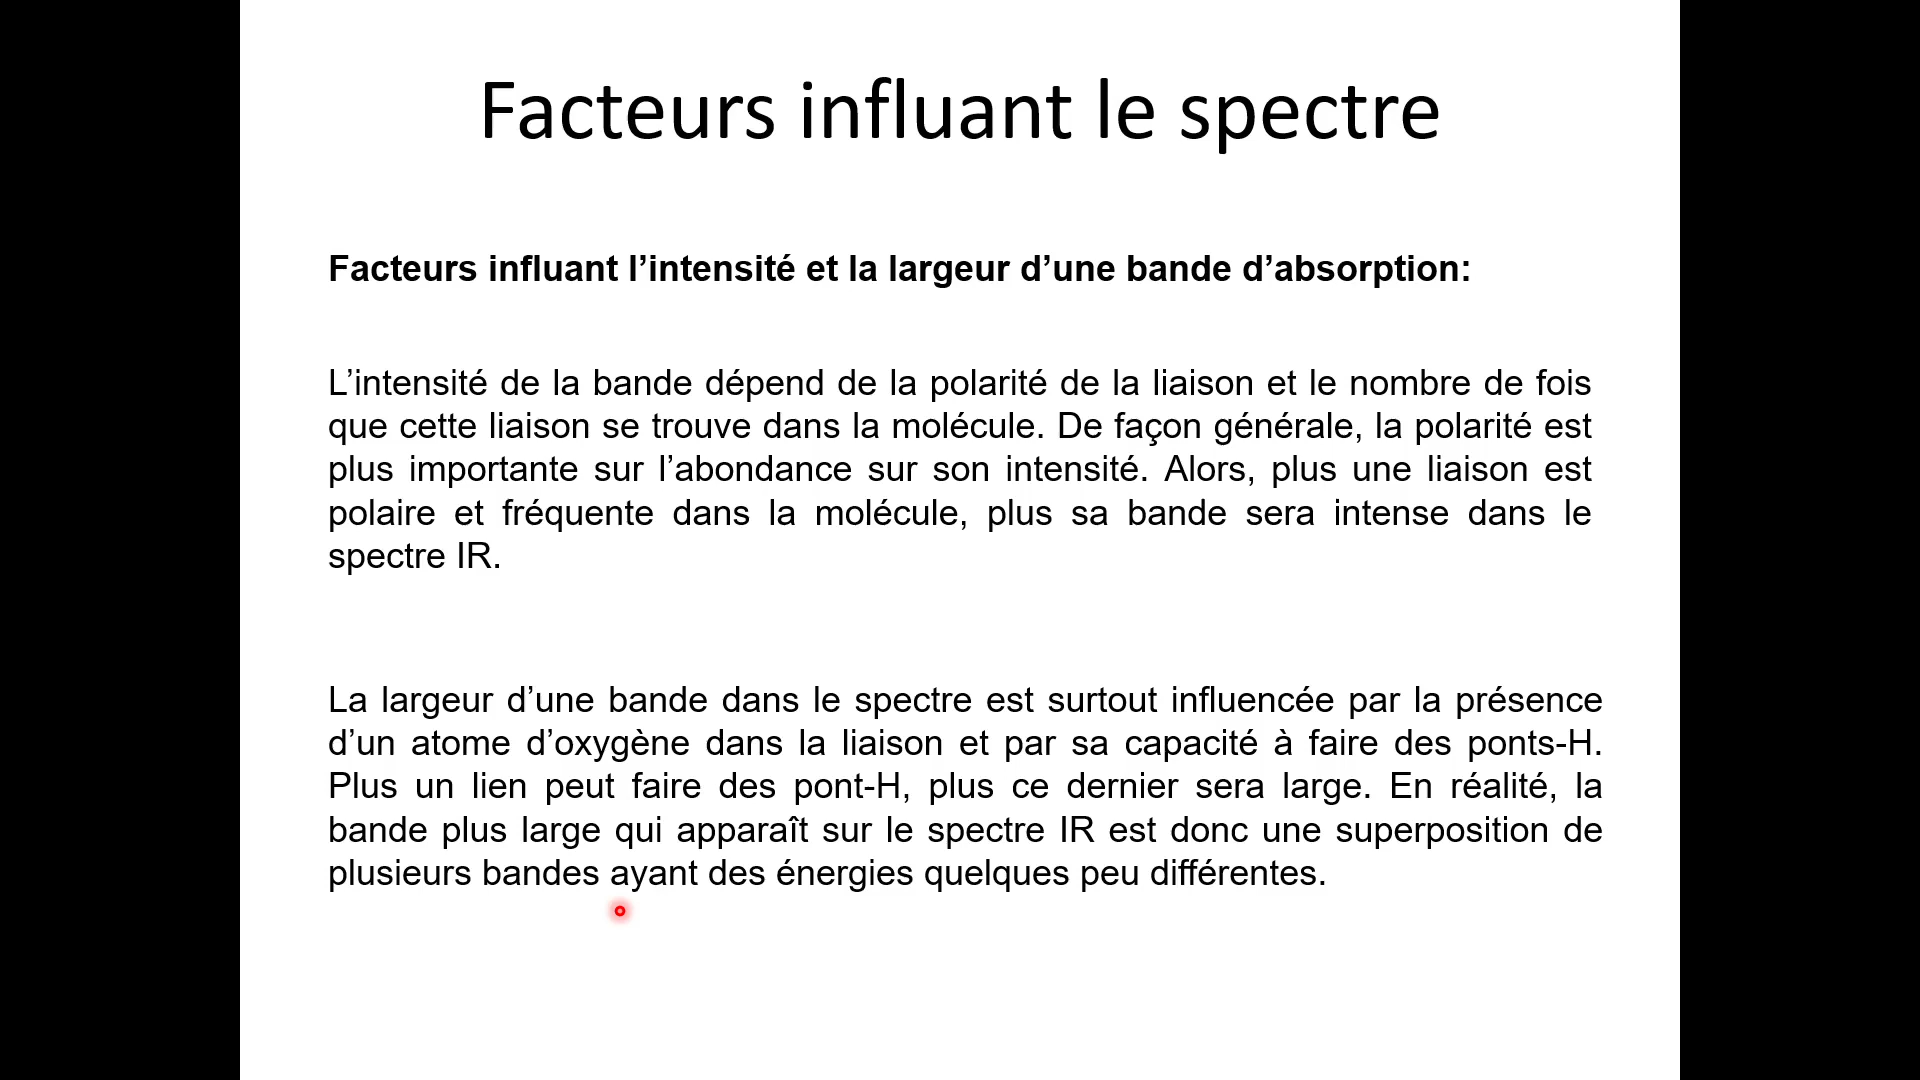 Facteurs influant le spectre
Facteurs influant l’intensité et la largeur d’une bande d’absorption:
L’intensité de la bande dépend de la polarité de la liaison et le nombre de fois
que cette liaison se trouve dans la molécule. De façon générale, la polarité est
plus importante sur l’abondance sur son intensité. Alors, plus une liaison est
polaire et fréquente dans la molécule, plus sa bande sera intense dans le
spectre IR.
La largeur d’une bande dans le spectre est surtout influencée par la présence
d’un atome d’oxygène dans la liaison et par sa capacité à faire des ponts-H.
Plus un lien peut faire des pont-H, plus ce dernier sera large. En réalité, la
bande plus large qui apparaît sur le spectre IR est donc une superposition de
plusieurs bandes ayant des énergies quelques peu différentes.